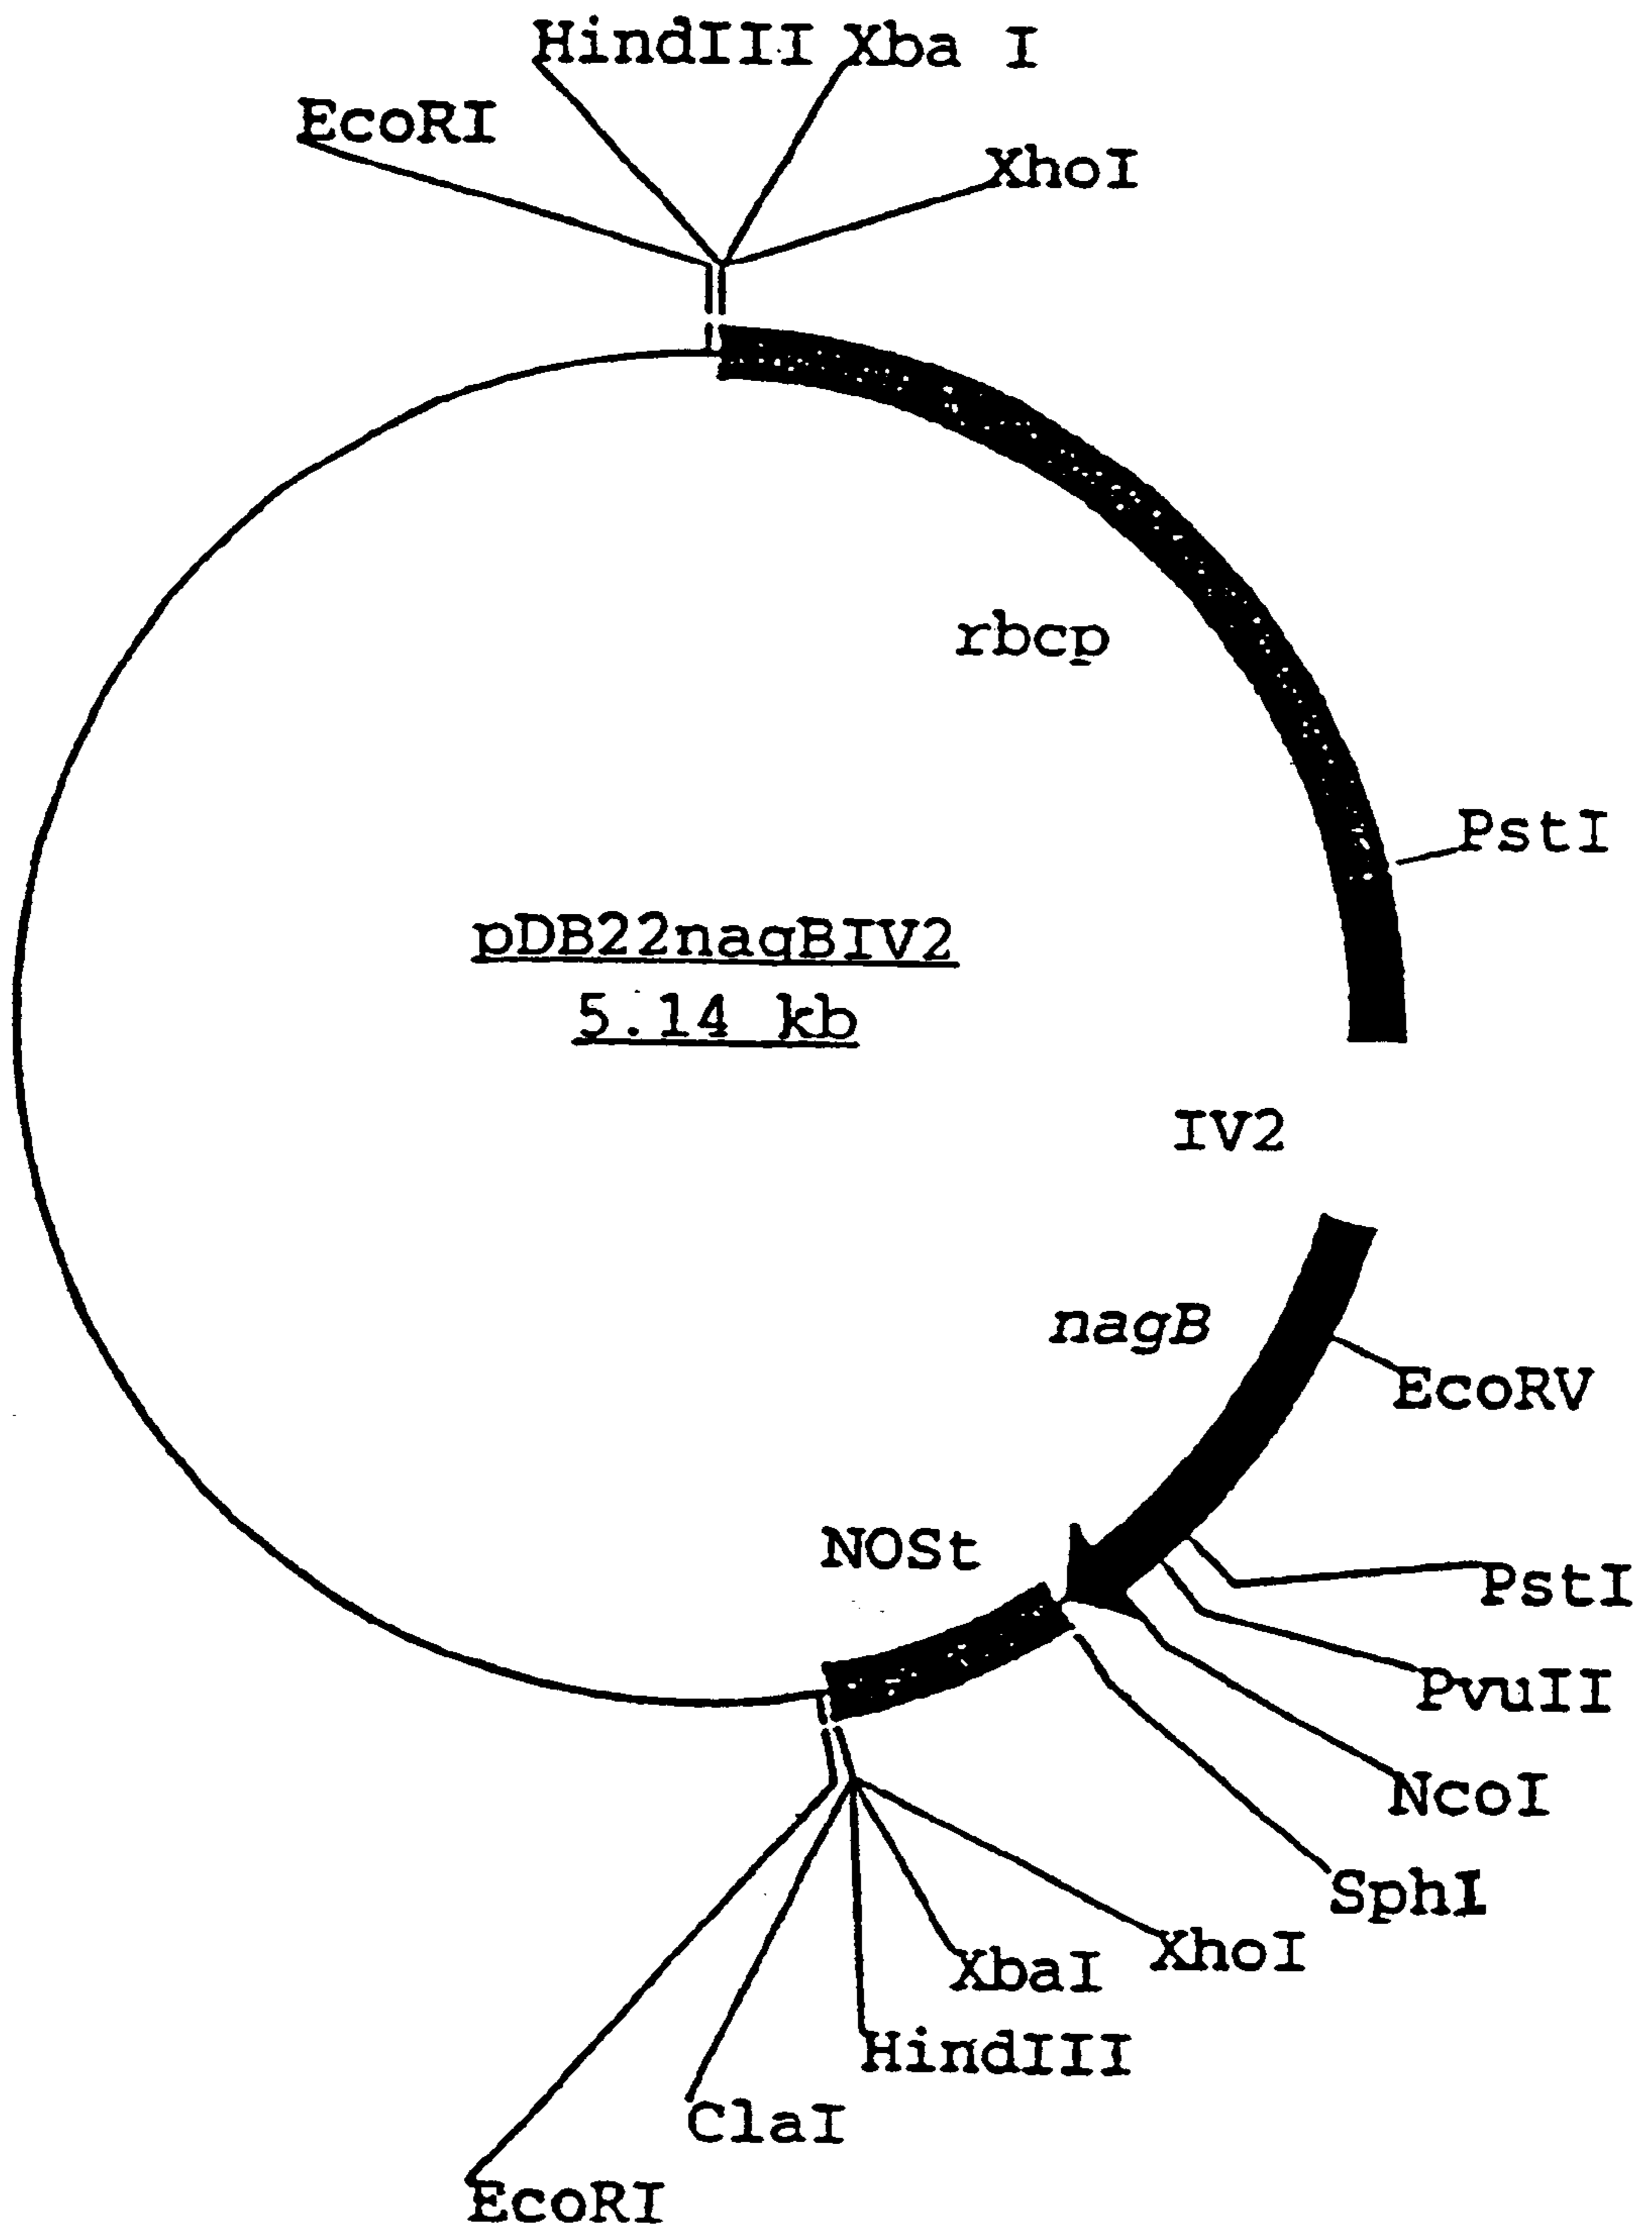 HindIII Xba I
EcoRI
XhoI
rbcp
PstI
pDB22nagBIV2
5.14 kb
IV2
nagB
EcoRV
NOSt
PstI
PvuII
NcoI
SphI
XhoI
XbaI
HindIII
ClaI
EcoRI